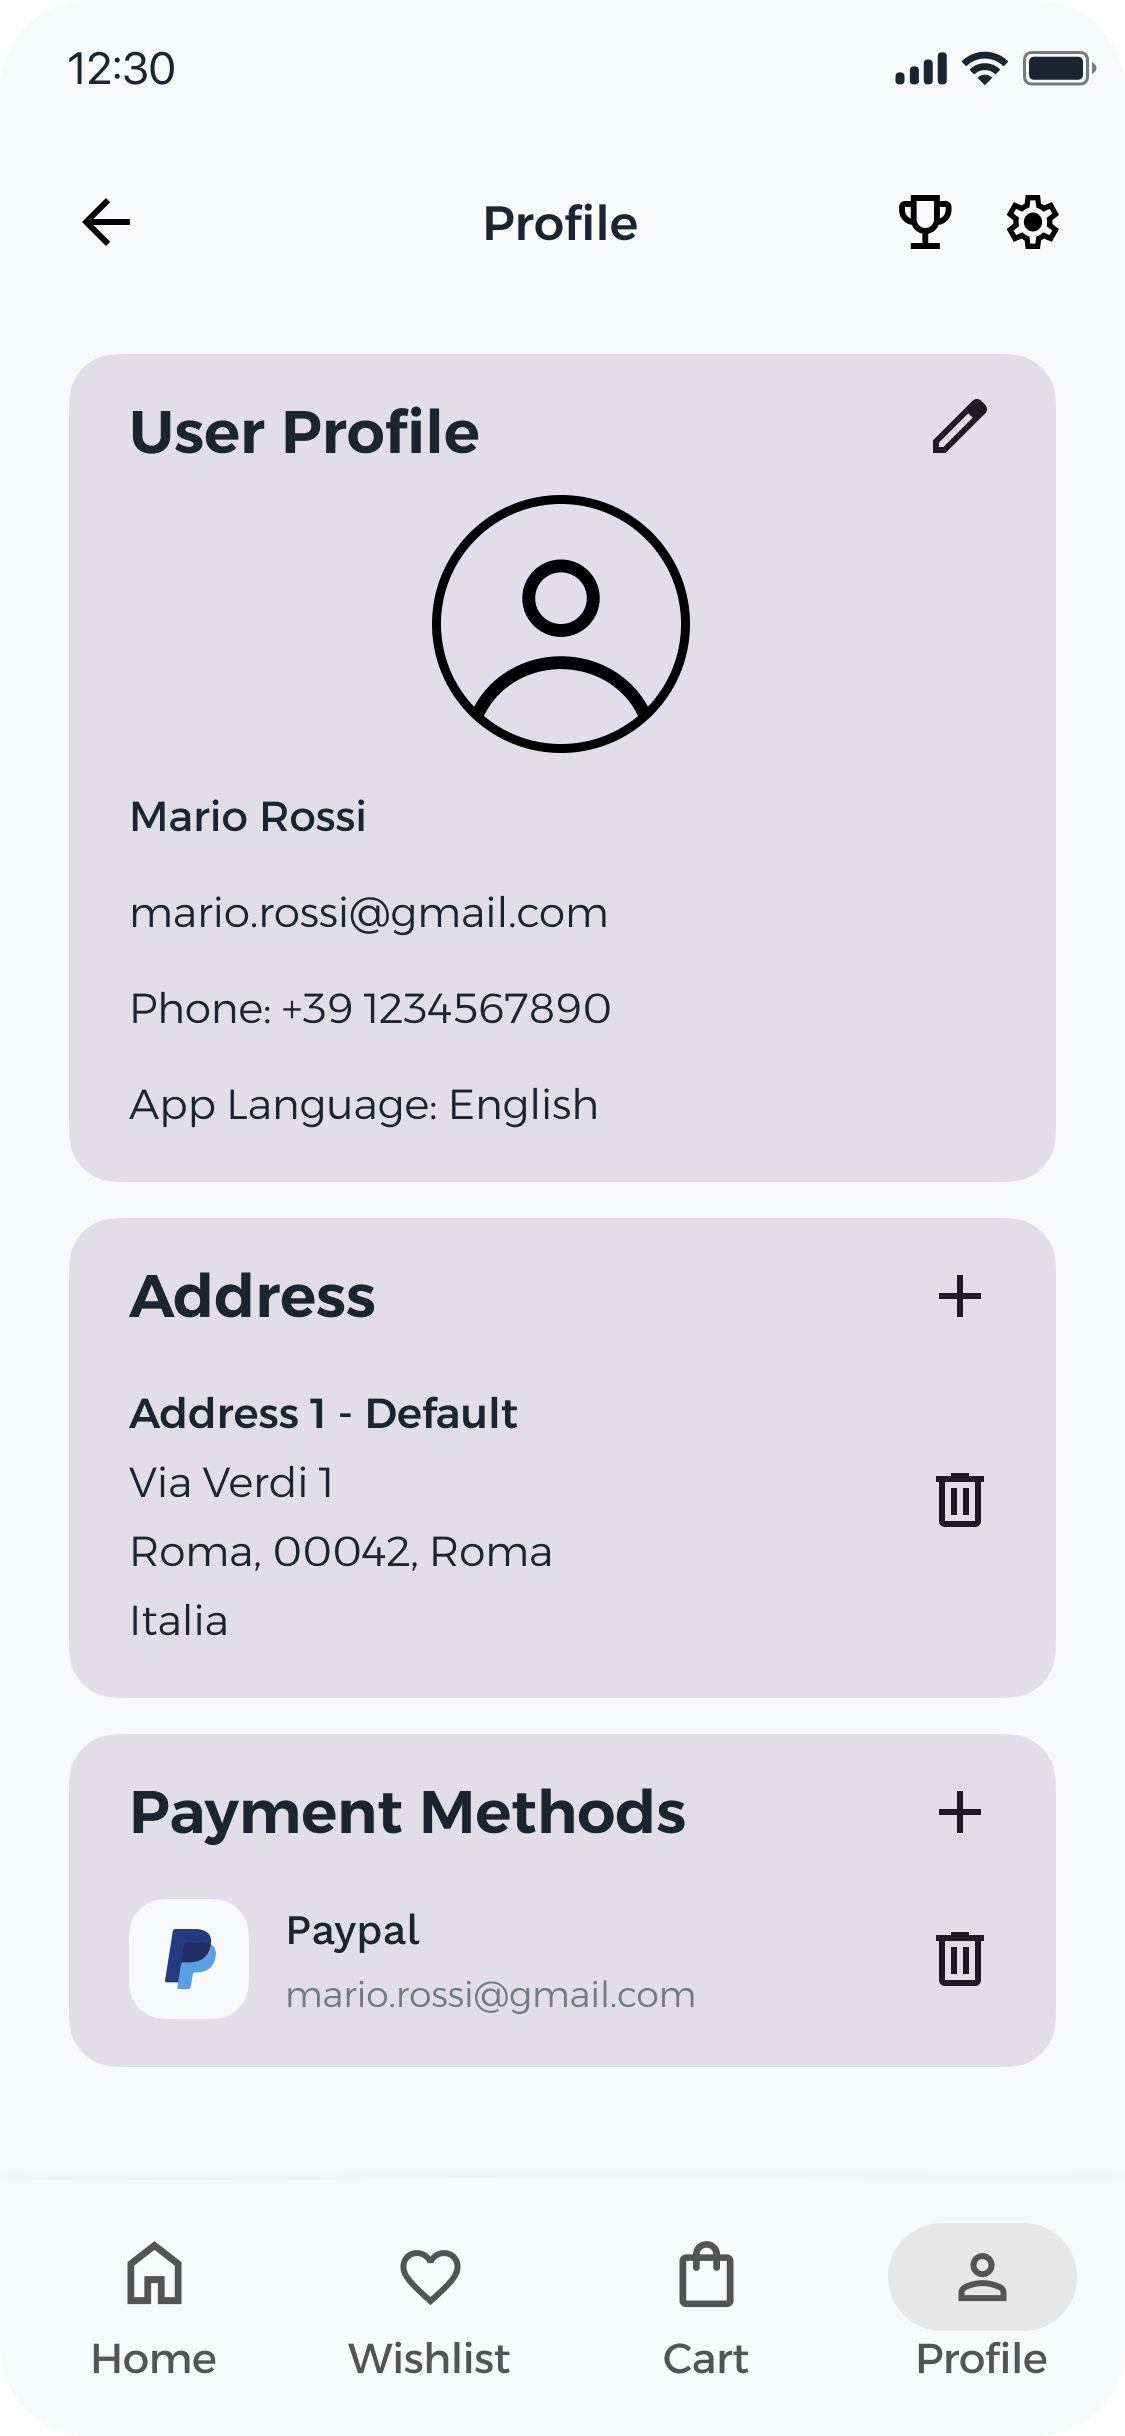 12:30
Profile
User Profile
Mario Rossi
mario.rossi@gmail.com
Phone: +39 1234567890
App Language: English
Address
Address 1 - Default
Via Verdi 1
Roma, 00042, Roma
Italia
Payment Methods
Paypal
mario.rossi@gmail.com
Home Wishlist Cart Profile